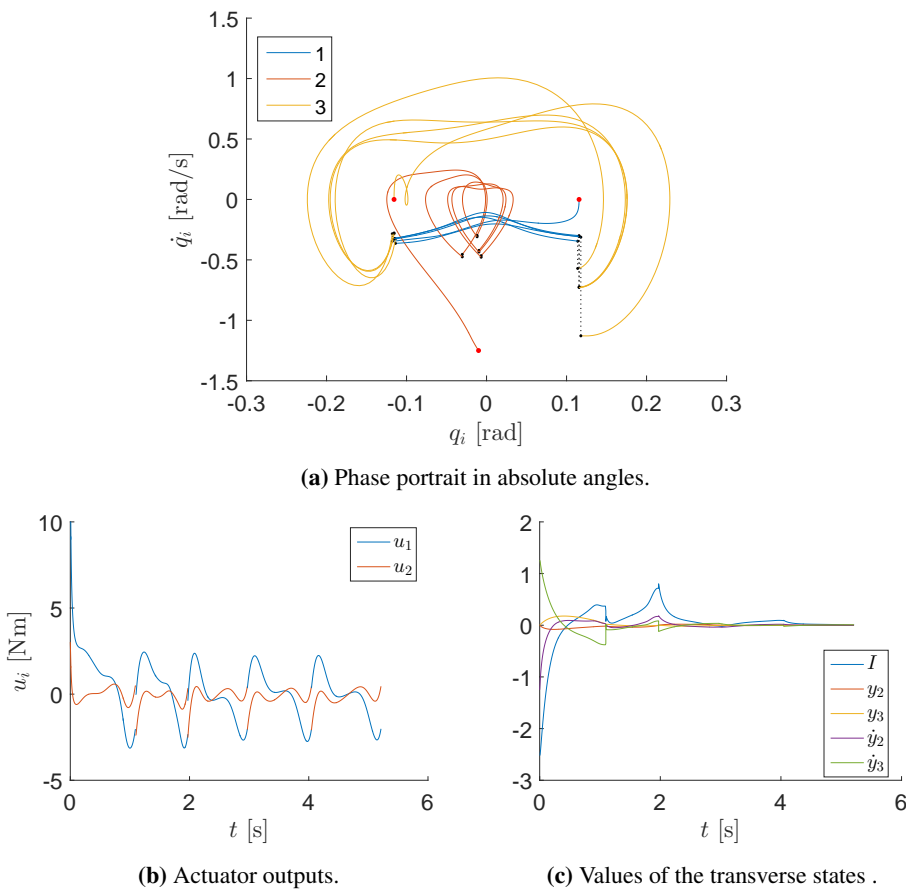 1.5
1
0.5
0
-0.5
-1
-1.5
-0.3 -0.2 -0.1 0 0.1 0.2 0.3
q̇ᵢ [rad/s]
qᵢ [rad]
1
2
3
(a) Phase portrait in absolute angles.
10
5
0
-5
0 2 4 6
uᵢ [Nm]
t [s]
u₁
u₂
(b) Actuator outputs.
2
1
0
-1
-2
-3
0 2 4 6
t [s]
I
y₂
y₃
ẏ₂
ẏ₃
(c) Values of the transverse states .